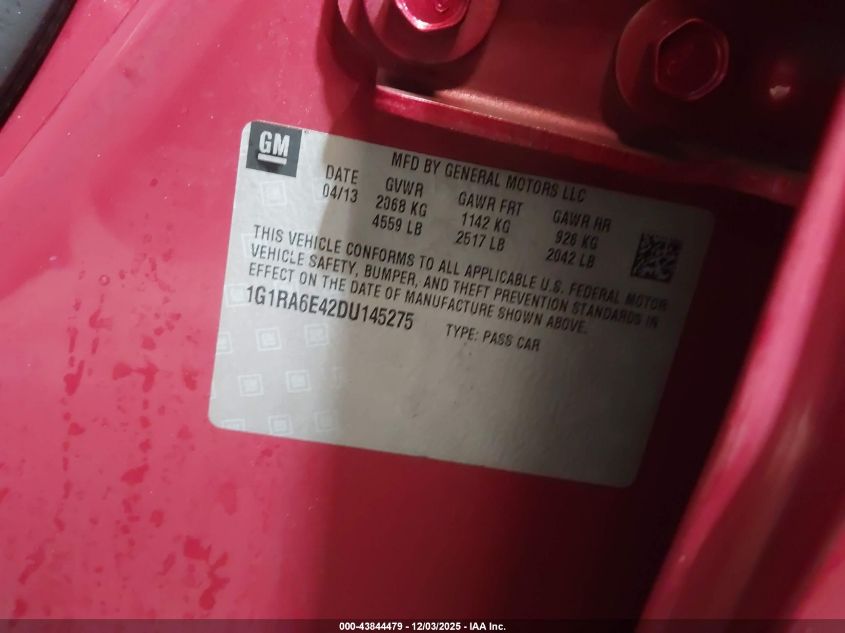 GM
MFD BY GENERAL MOTORS LLC
DATE GVWR GAWR FRT GAWR RR
04/13 2068 KG 1142 KG 926 KG
4559 LB 2517 LB 2042 LB
THIS VEHICLE CONFORMS TO ALL APPLICABLE U.S. FEDERAL MOTOR
VEHICLE SAFETY, BUMPER, AND THEFT PREVENTION STANDARDS IN
EFFECT ON THE DATE OF MANUFACTURE SHOWN ABOVE.
1G1RA6E42DU145275 TYPE: PASS CAR
000-43844479 - 12/03/2025 - IAA Inc.